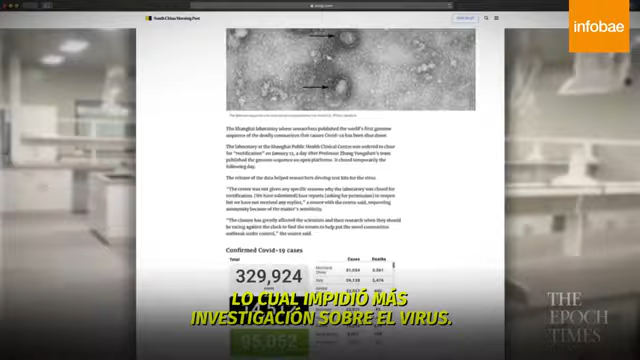 South China Morning Post
infobae
The Shanghai laboratory where researchers published the world's first genome
sequence of the deadly coronavirus that causes Covid-19 has been shut down.
The laboratory at the Shanghai Public Health Clinical Centre was ordered to close
for "rectification" on January 12, a day after Professor Zhang Yongzhen's team
published the genome sequence on open platforms. It closed temporarily the
following day.
The release of the data helped researchers develop test kits for the virus.
"The centre was not given any specific reasons why the laboratory was closed for
rectification. [We have submitted] four reports [asking for permission] to reopen
but we have not received any replies," a source with the centre said, requesting
anonymity because of the matter's sensitivity.
"The closure has greatly affected the scientists and their research when they should
be racing against the clock to find the means to help put the novel coronavirus
outbreak under control," the source said.
Confirmed Covid-19 cases
Total
Cases Deaths
329,924
Mainland
China
Italy
LO CUAL IMPIDIÓ MÁS
INVESTIGACIÓN SOBRE EL VIRUS.
95,052
THE
EPOCH
TIMES